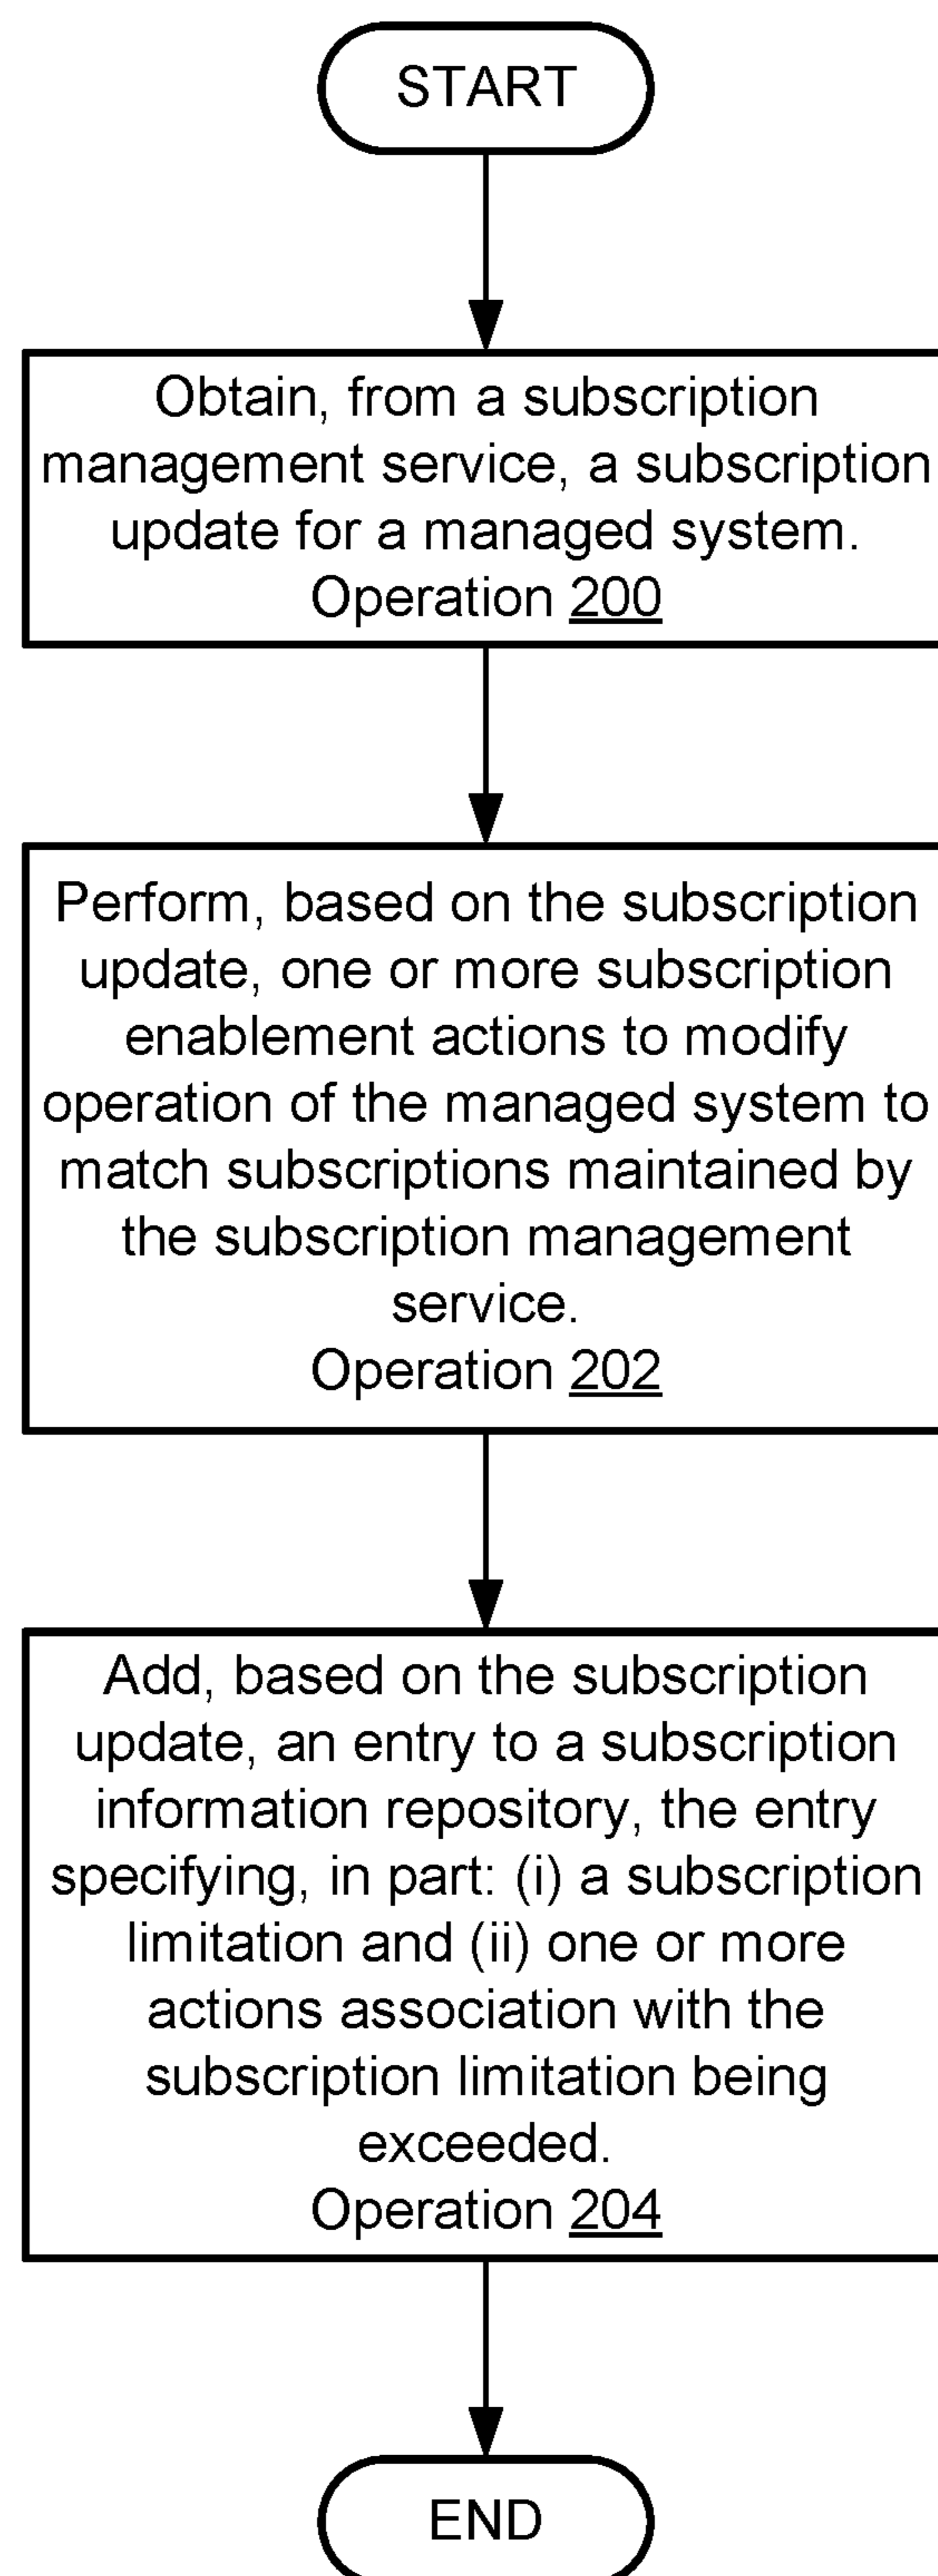 START
Obtain, from a subscription
management service, a subscription
update for a managed system.
Operation 200
Perform, based on the subscription
update, one or more subscription
enablement actions to modify
operation of the managed system to
match subscriptions maintained by
the subscription management
service.
Operation 202
Add, based on the subscription
update, an entry to a subscription
information repository, the entry
specifying, in part: (i) a subscription
limitation and (ii) one or more
actions association with the
subscription limitation being
exceeded.
Operation 204
END